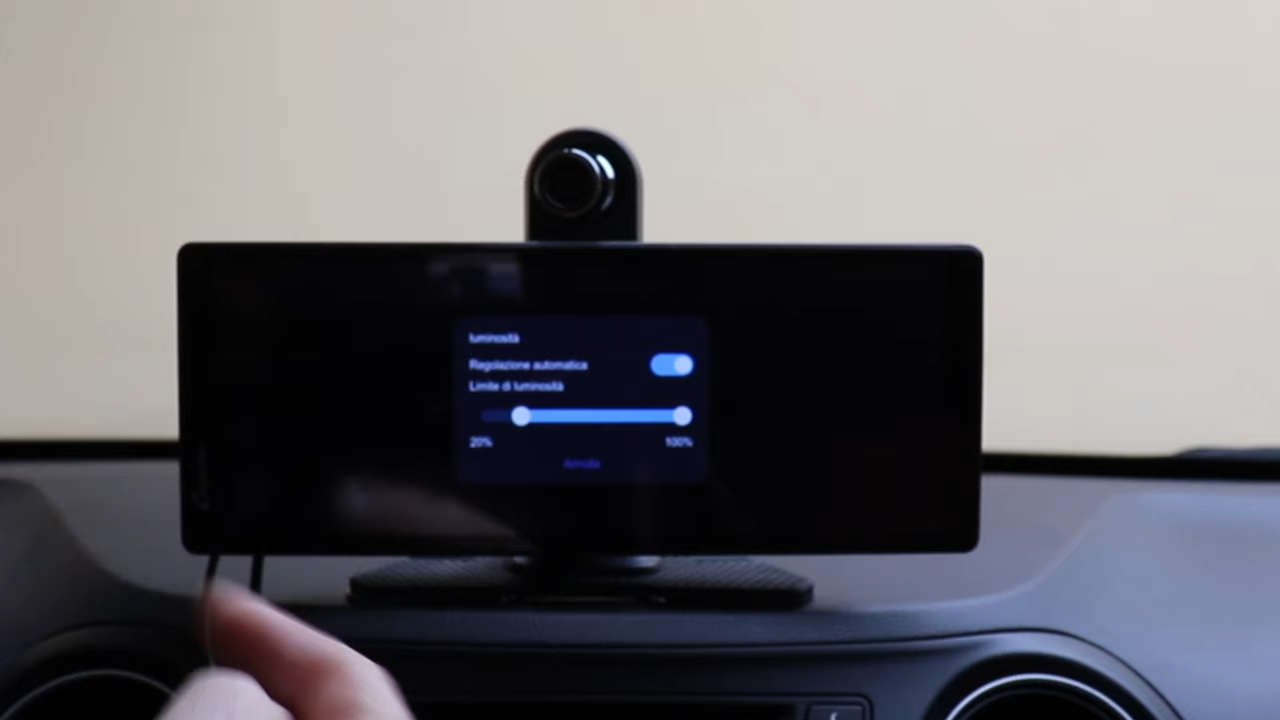 luminosità
Regolazione automatica
Limite di luminosità
20% 100%
Annulla